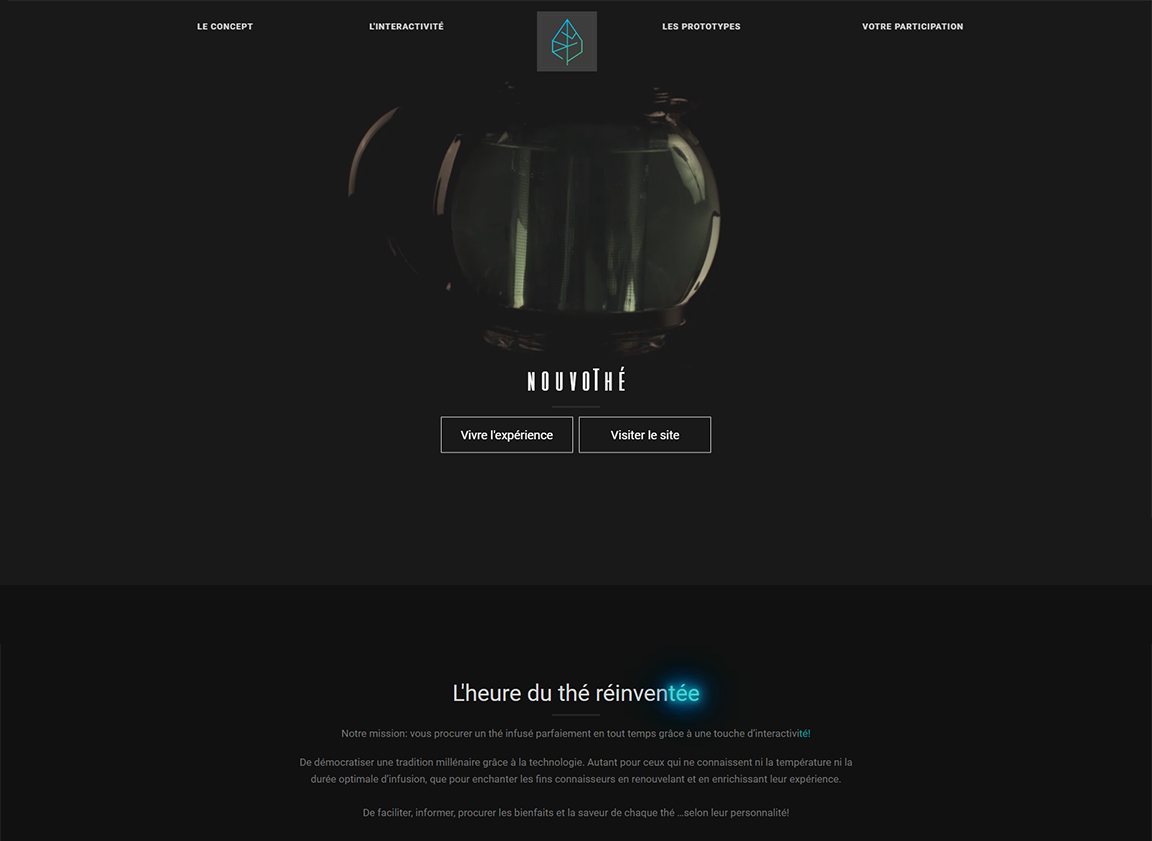 LE CONCEPT
L'INTERACTIVITÉ
LES PROTOTYPES
VOTRE PARTICIPATION
NOUVOTHÉ
Vivre l'expérience
Visiter le site
L'heure du thé réinventée
Notre mission: vous procurer un thé infusé parfaiement en tout temps grâce à une touche d'interactivité!
De démocratiser une tradition millénaire grâce à la technologie. Autant pour ceux qui ne connaissent ni la température ni la
durée optimale d'infusion, que pour enchanter les fins connaisseurs en renouvelant et en enrichissant leur expérience.
De faciliter, informer, procurer les bienfaits et la saveur de chaque thé ...selon leur personnalité!